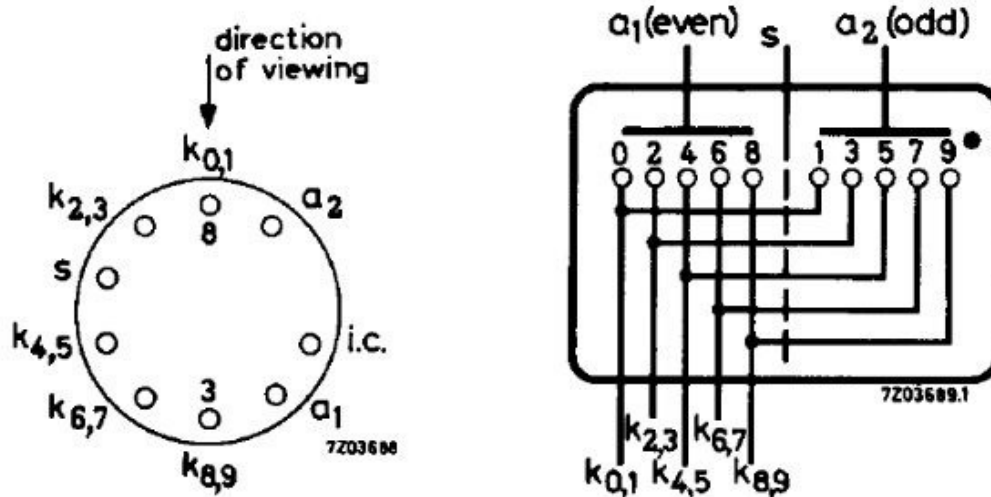 direction
of viewing
k0,1
k2,3
a2
8
s
k4,5
i.c.
k6,7
3
a1
k8,9
7Z03688
a1(even) s a2(odd)
0 2 4 6 8 1 3 5 7 9
7Z03689.1
k2,3 k6,7
k0,1 k4,5 k8,9